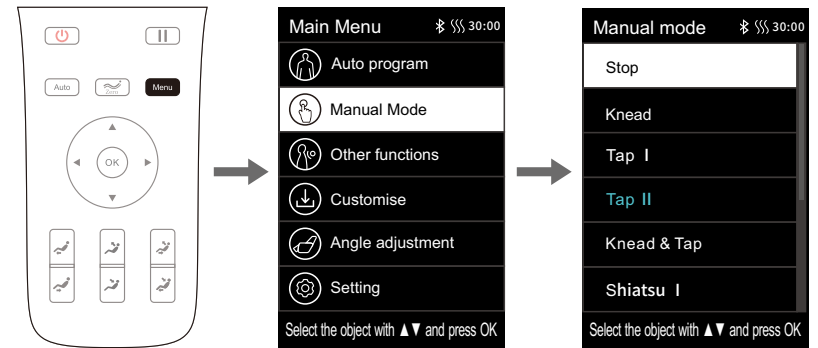 Auto
Zero
Menu
OK
Main Menu 30:00
Auto program
Manual Mode
Other functions
Customise
Angle adjustment
Setting
Select the object with ▲▼ and press OK
Manual mode 30:00
Stop
Knead
Tap I
Tap II
Knead & Tap
Shiatsu I
Select the object with ▲▼ and press OK